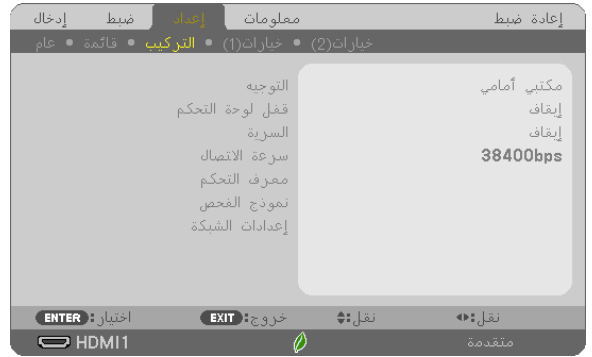 إدخال ضبط إعداد معلومات إعادة ضبط
عام • قائمة • التركيب • خيارات(1) • خيارات(2)
التوجيه مكتبي أمامي
قفل لوحة التحكم إيقاف
السرية إيقاف
سرعة الاتصال 38400bps
معرف التحكم
نموذج الفحص
إعدادات الشبكة
ENTER: اختيار EXIT: خروج نقل: نقل:
HDMI1 متقدمة